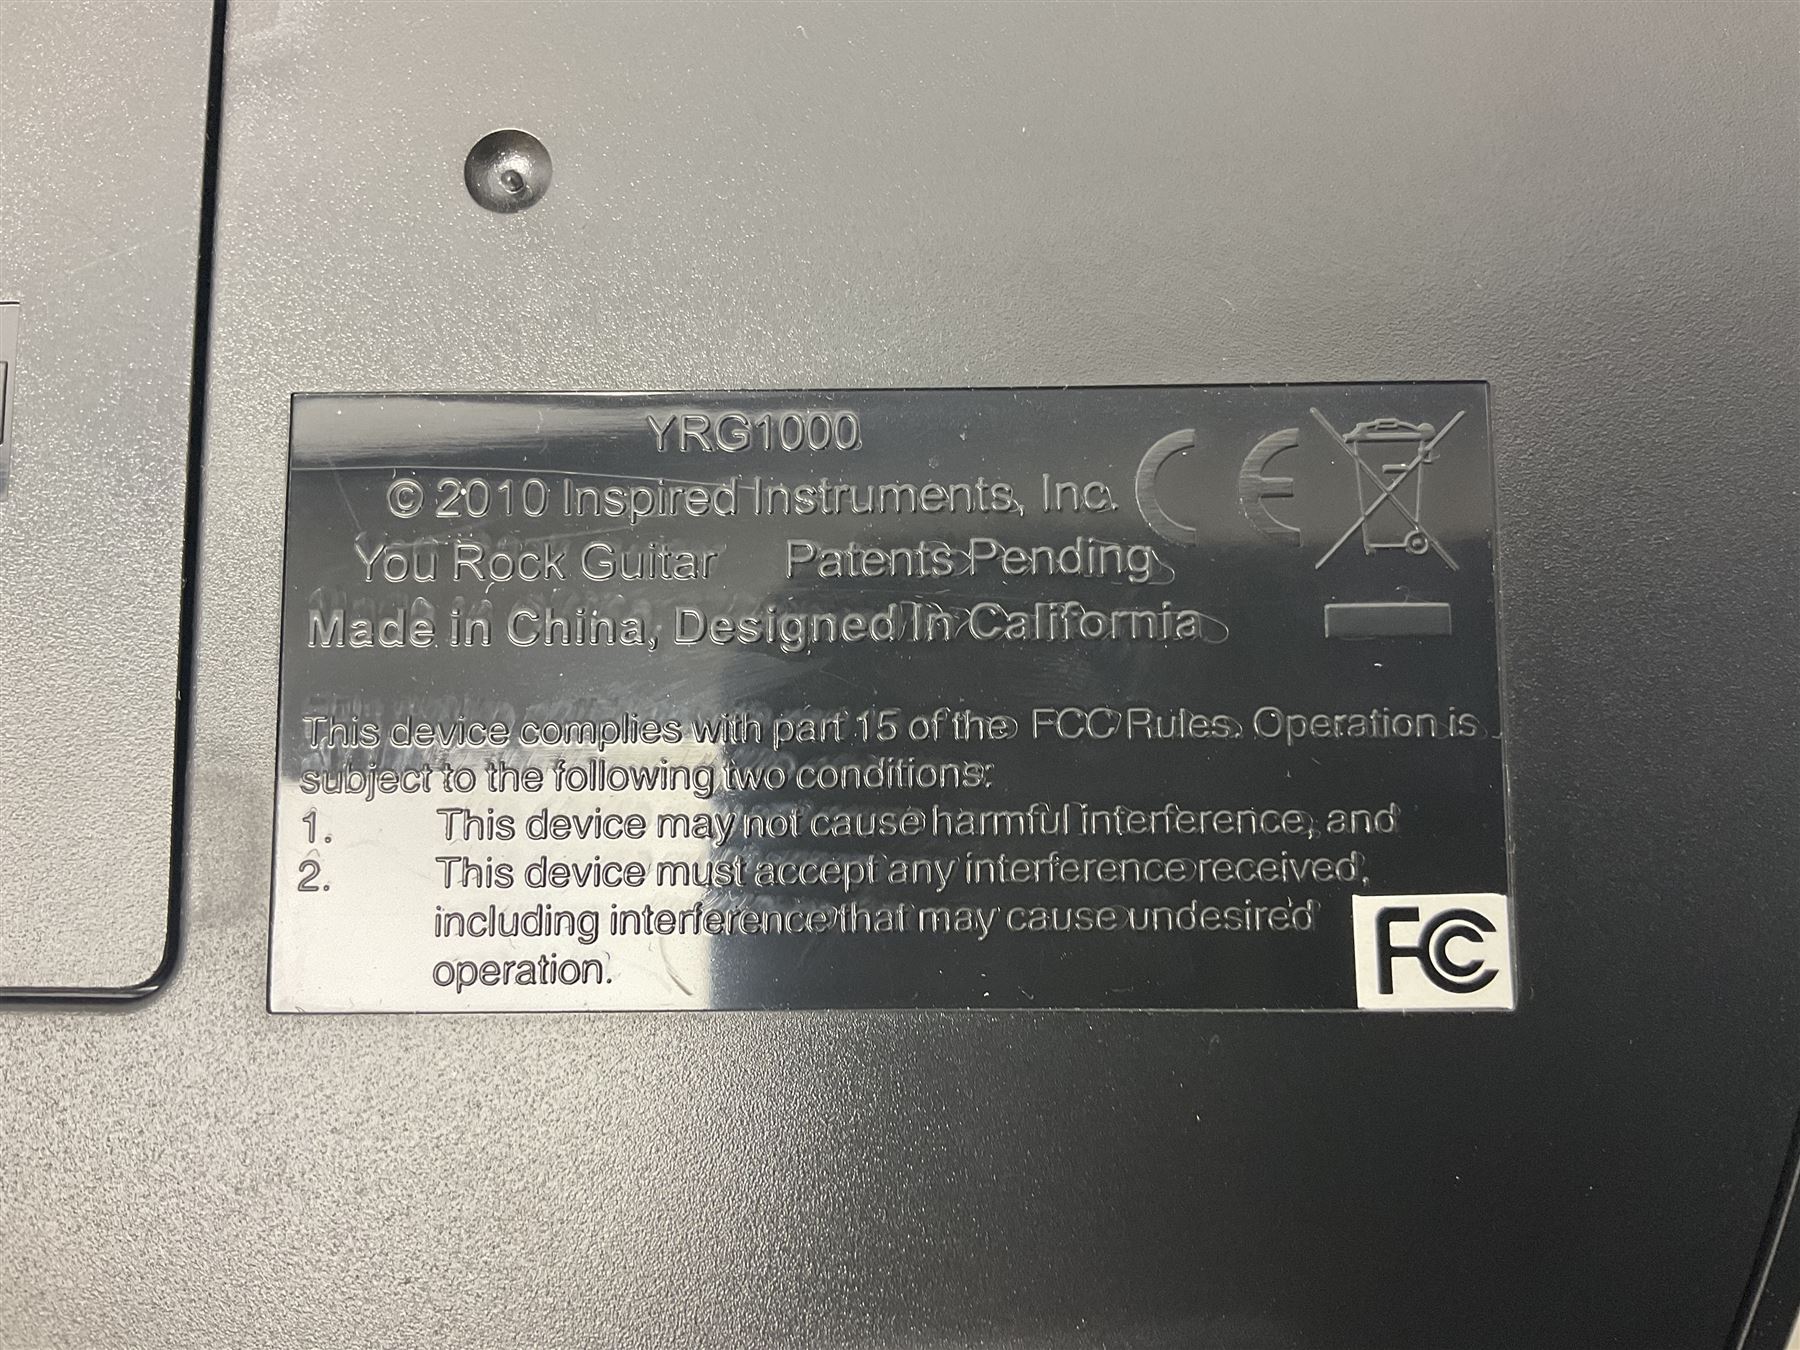 YRG1000
© 2010 Inspired Instruments, Inc.
CE
You Rock Guitar Patents Pending
Made in China, Designed In California
This device complies with part 15 of the FCC Rules. Operation is
subject to the following two conditions:
1. This device may not cause harmful interference, and
2. This device must accept any interference received,
including interference that may cause undesired
operation.
FC